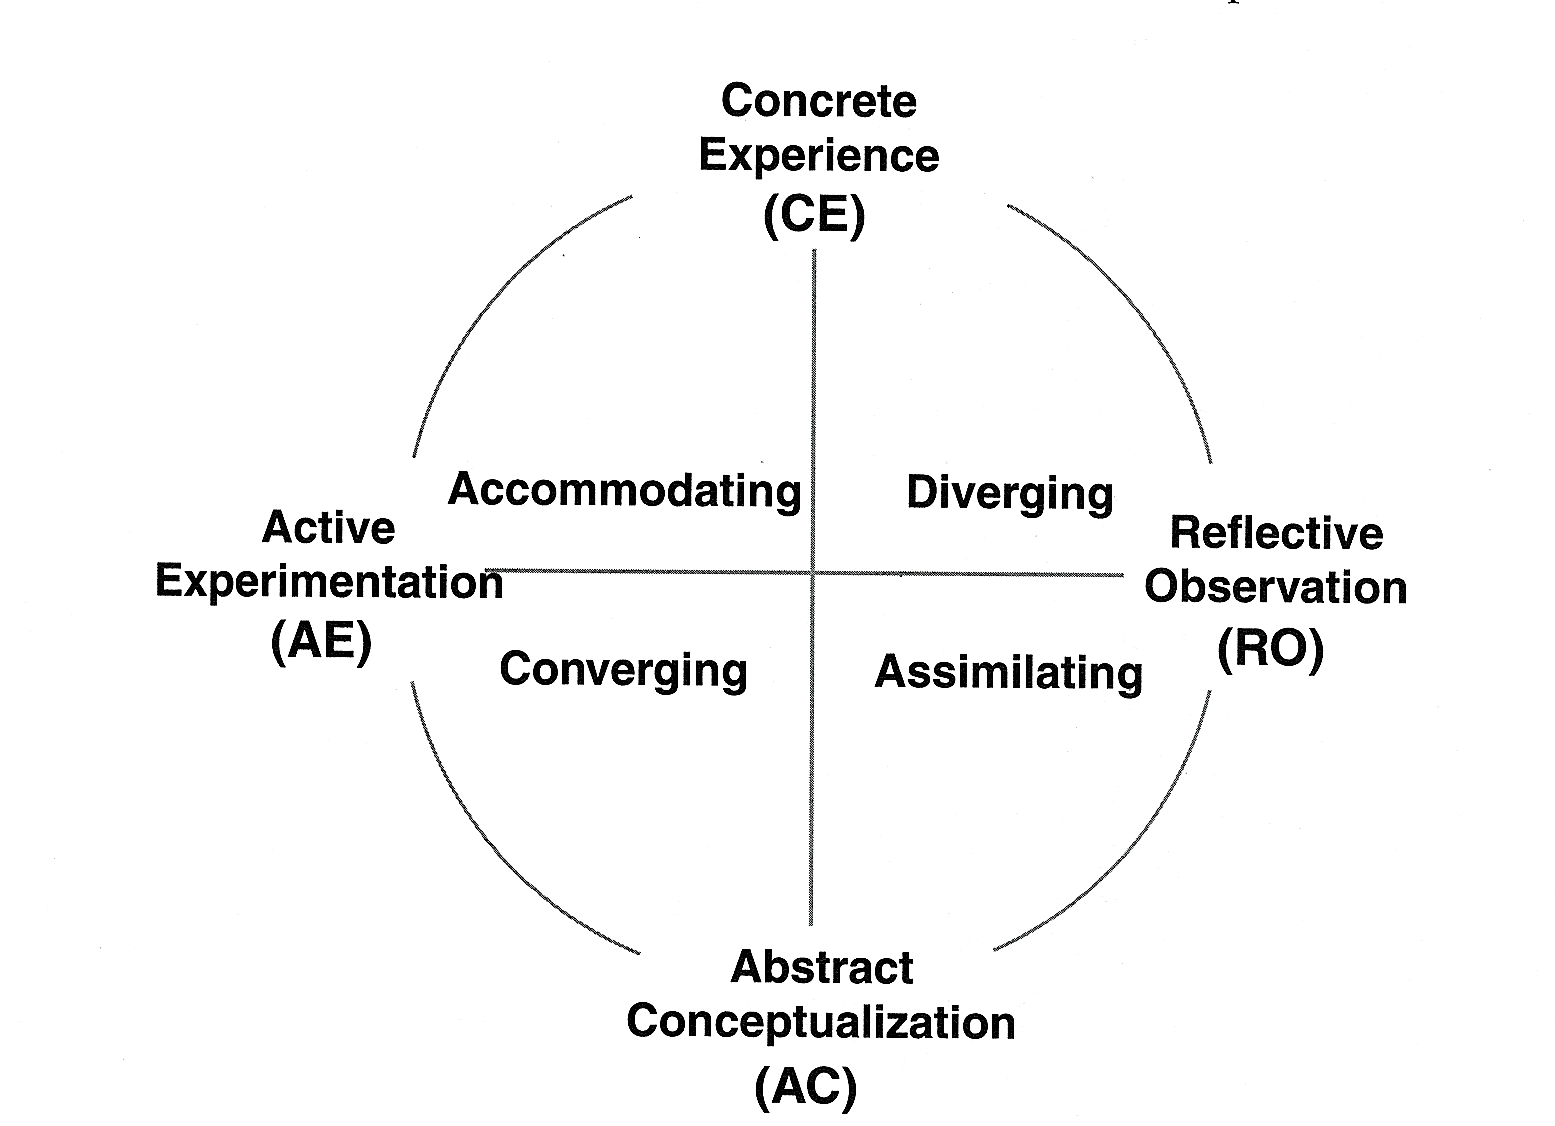 Concrete
Experience
(CE)
Accommodating
Diverging
Active
Experimentation
(AE)
Reflective
Observation
(RO)
Converging
Assimilating
Abstract
Conceptualization
(AC)